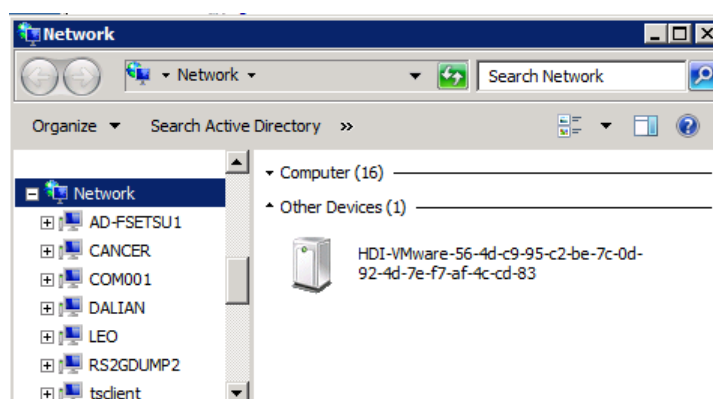 Network
Network
Search Network
Organize
Search Active Directory
»
Computer (16)
Other Devices (1)
HDI-VMware-56-4d-c9-95-c2-be-7c-0d-
92-4d-7e-f7-af-4c-cd-83
Network
AD-FSETSU1
CANCER
COM001
DALIAN
LEO
RS2GDUMP2
tsclient